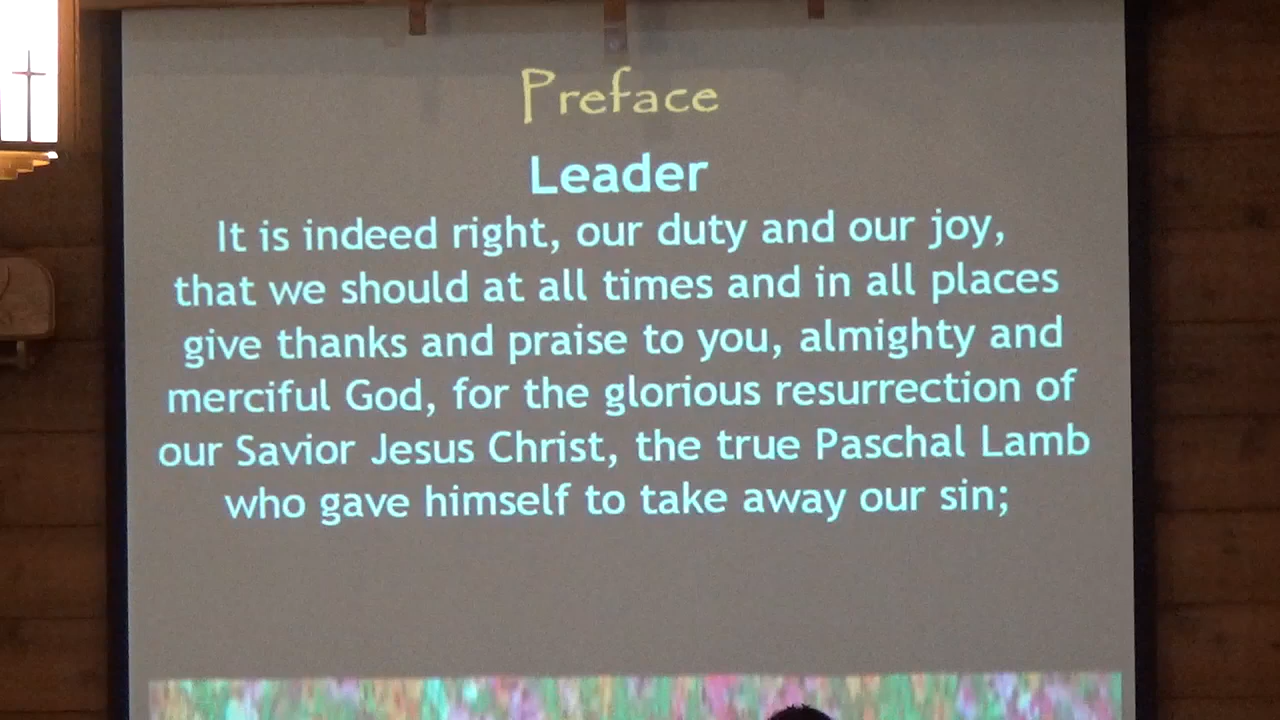 Preface
Leader
It is indeed right, our duty and our joy,
that we should at all times and in all places
give thanks and praise to you, almighty and
merciful God, for the glorious resurrection of
our Savior Jesus Christ, the true Paschal Lamb
who gave himself to take away our sin;